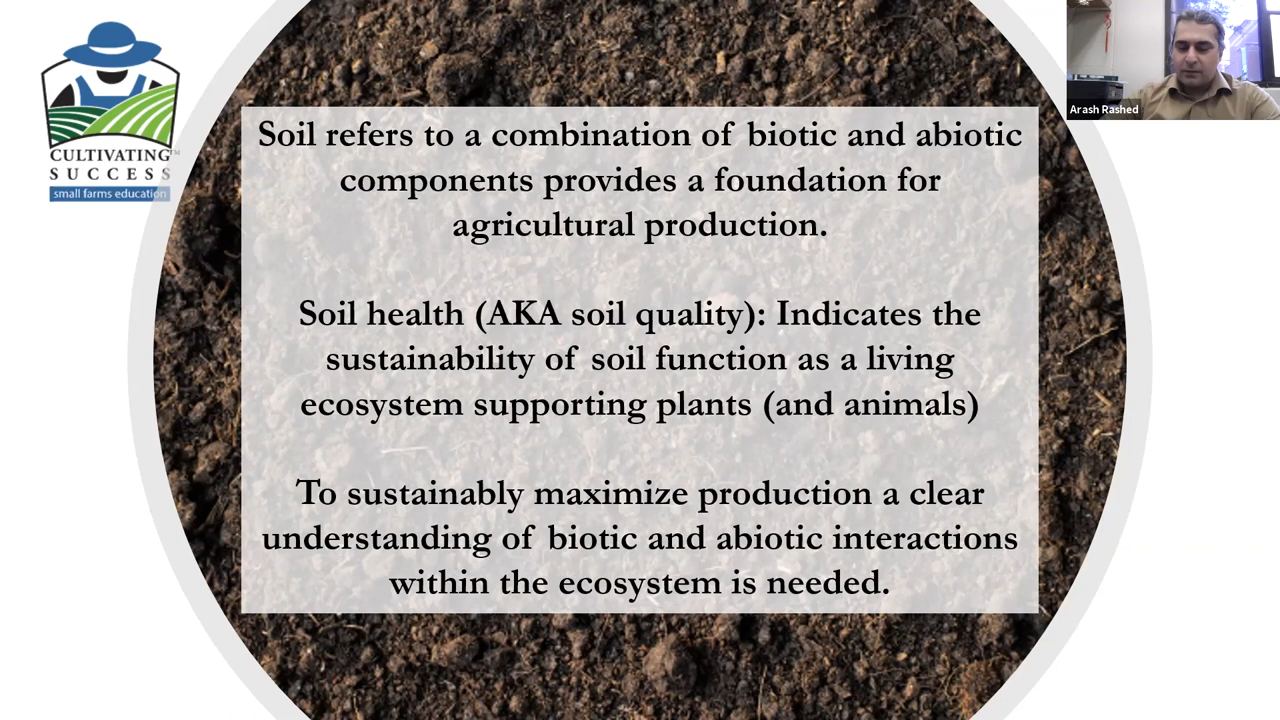 CULTIVATING™
SUCCESS
small farms education
Arash Rashed
Soil refers to a combination of biotic and abiotic
components provides a foundation for
agricultural production.
Soil health (AKA soil quality): Indicates the
sustainability of soil function as a living
ecosystem supporting plants (and animals)
To sustainably maximize production a clear
understanding of biotic and abiotic interactions
within the ecosystem is needed.